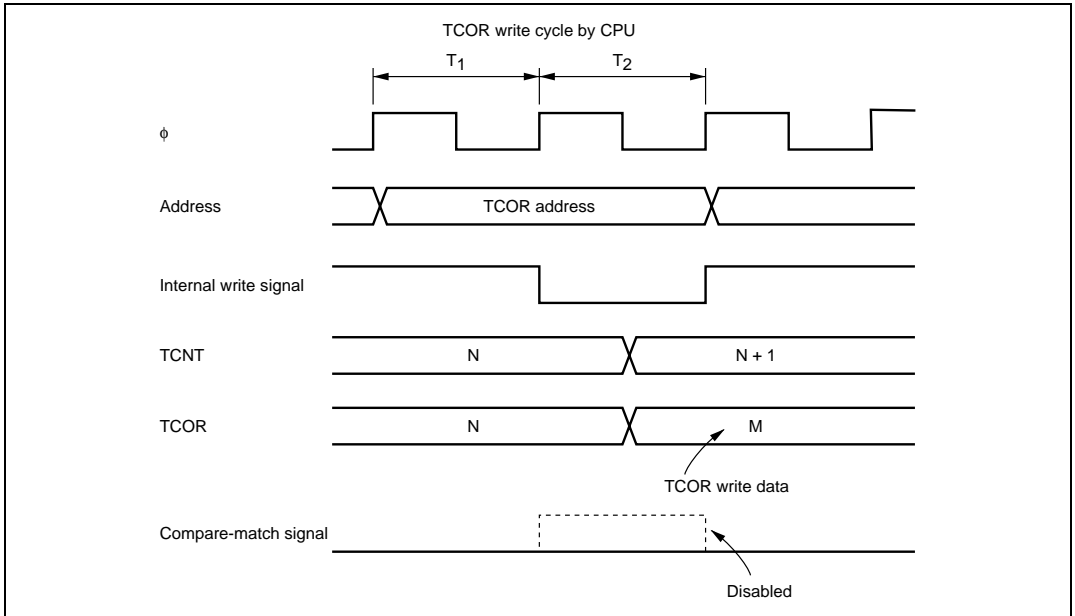 TCOR write cycle by CPU
T1 T2
φ
Address TCOR address
Internal write signal
TCNT N N + 1
TCOR N M
TCOR write data
Compare-match signal
Disabled